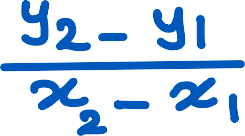 y₂ - y₁
x₂ - x₁